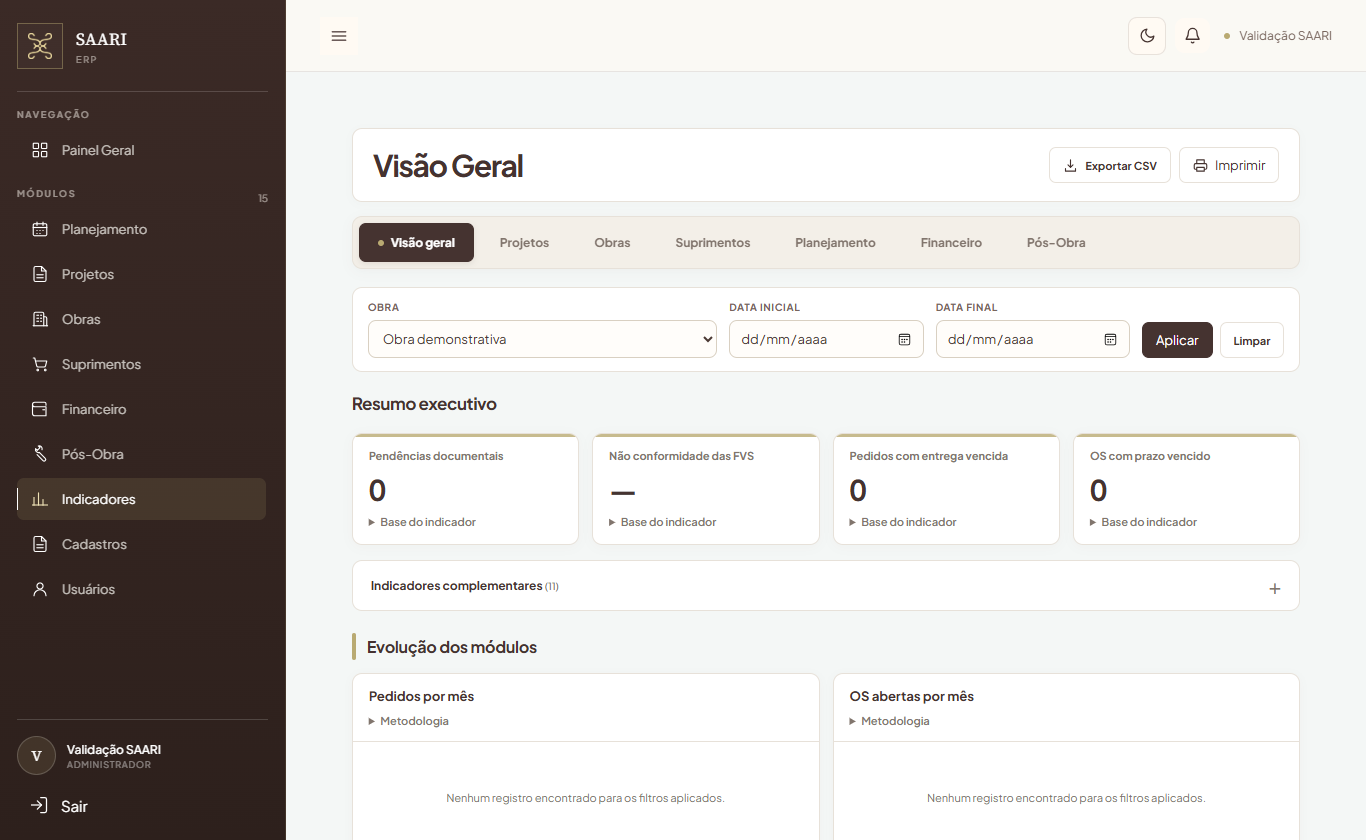 SAARI
ERP
NAVEGAÇÃO
Painel Geral
MÓDULOS 15
Planejamento
Projetos
Obras
Suprimentos
Financeiro
Pós-Obra
Indicadores
Cadastros
Usuários
V
Validação SAARI
ADMINISTRADOR
Sair
Validação SAARI
Visão Geral
Exportar CSV
Imprimir
Visão geral Projetos Obras Suprimentos Planejamento Financeiro Pós-Obra
OBRA DATA INICIAL DATA FINAL
Obra demonstrativa dd/mm/aaaa dd/mm/aaaa Aplicar Limpar
Resumo executivo
Pendências documentais
0
Base do indicador
Não conformidade das FVS
—
Base do indicador
Pedidos com entrega vencida
0
Base do indicador
OS com prazo vencido
0
Base do indicador
Indicadores complementares (11) +
Evolução dos módulos
Pedidos por mês
Metodologia
Nenhum registro encontrado para os filtros aplicados.
OS abertas por mês
Metodologia
Nenhum registro encontrado para os filtros aplicados.